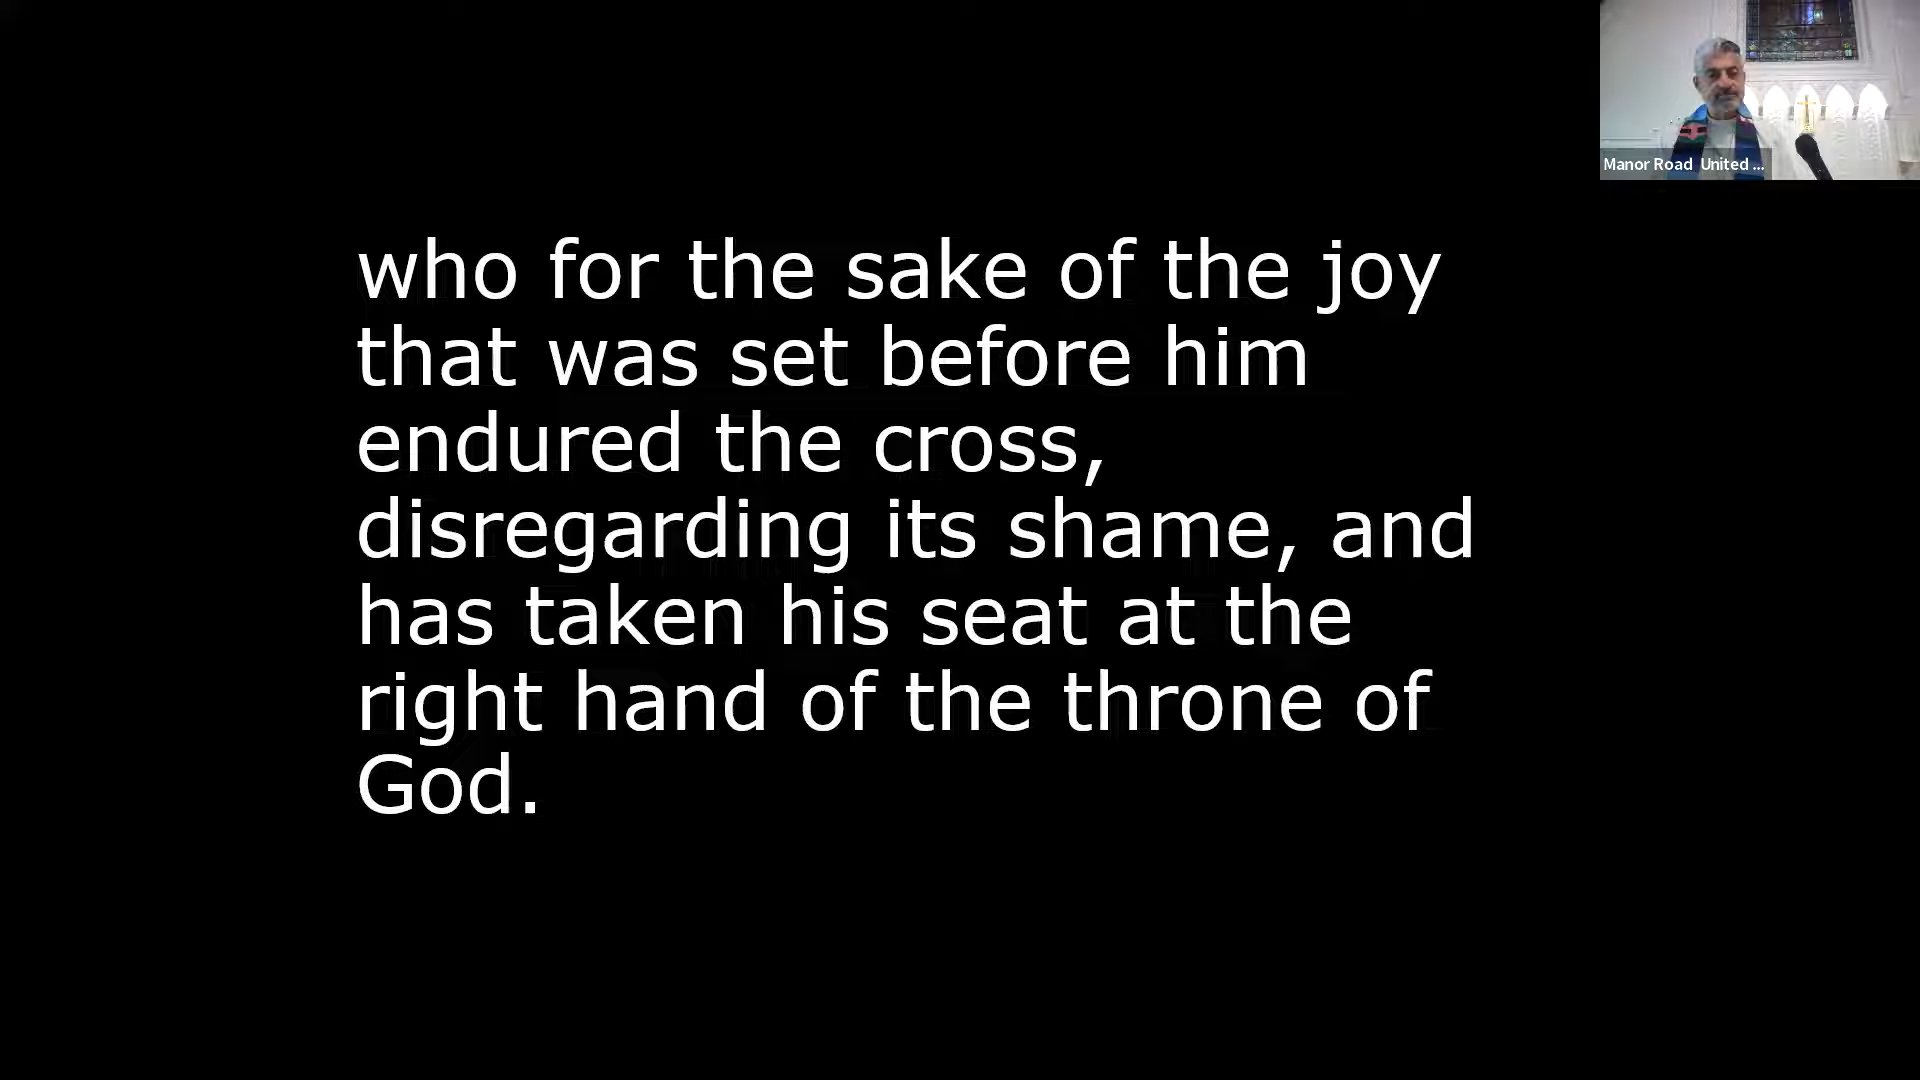 Manor Road United ...
who for the sake of the joy
that was set before him
endured the cross,
disregarding its shame, and
has taken his seat at the
right hand of the throne of
God.